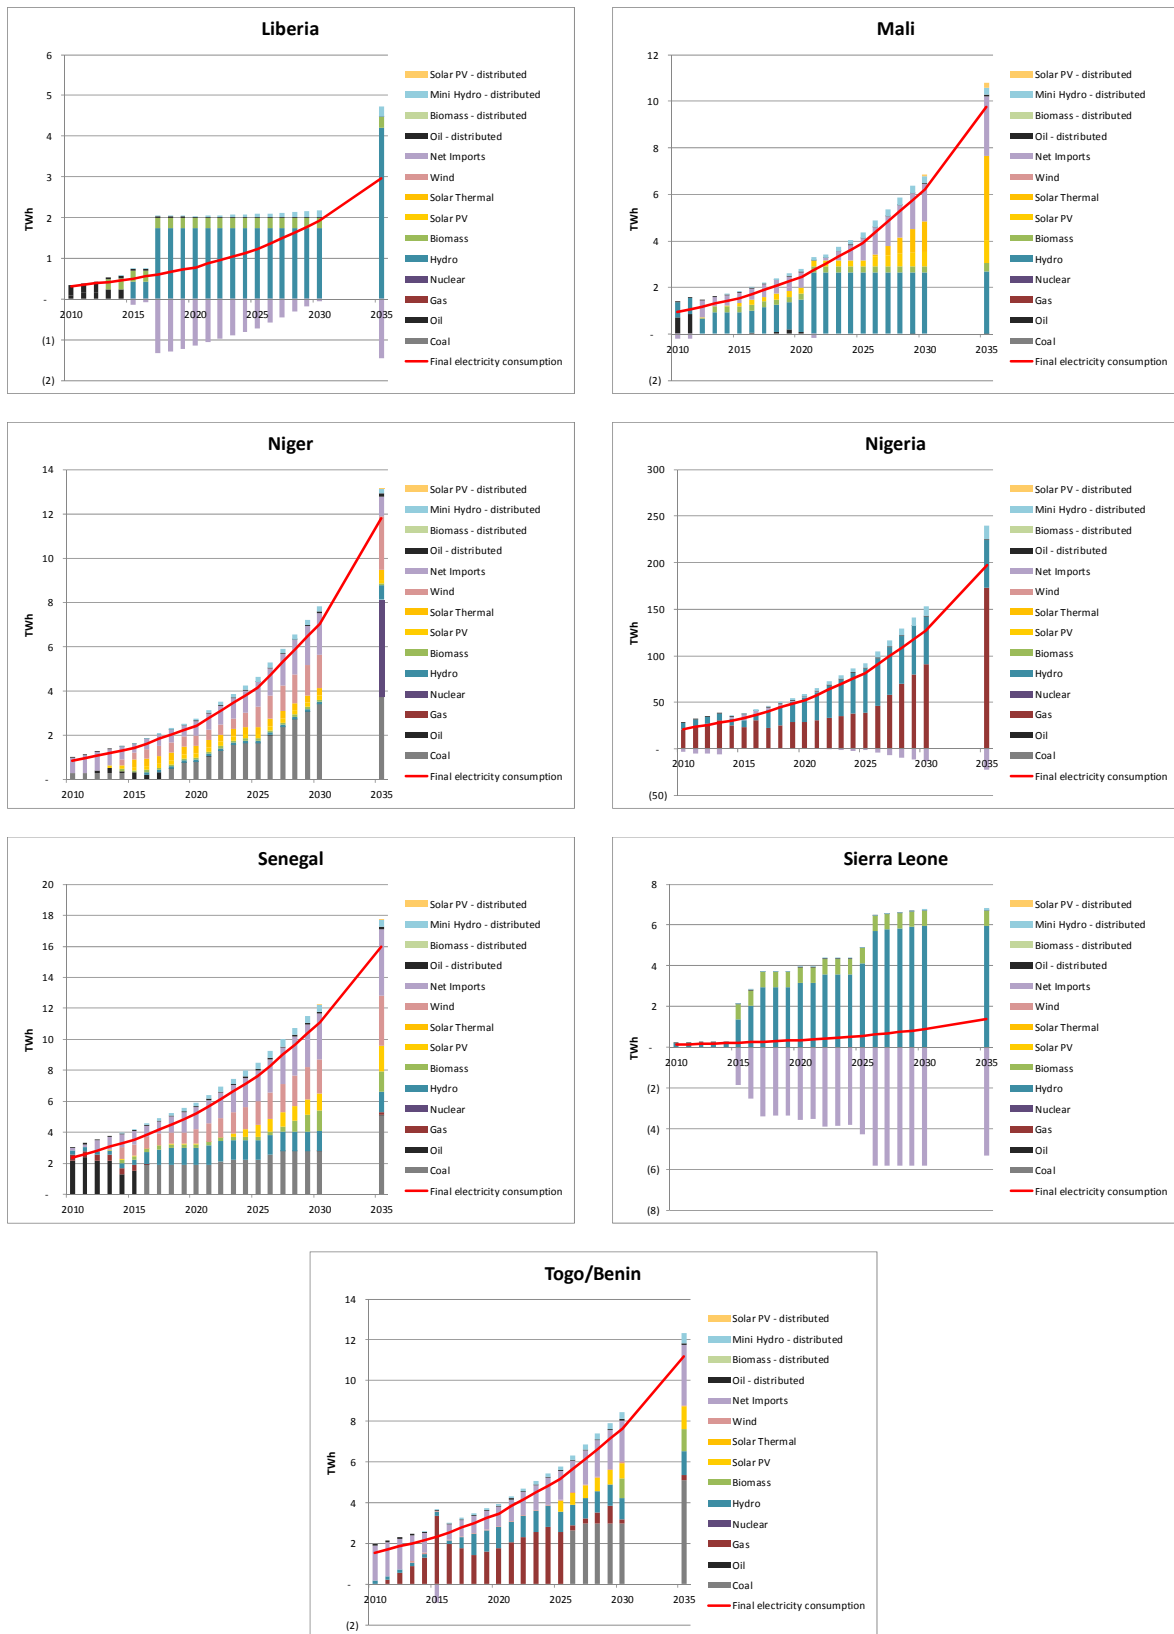 Liberia
6
5
4
3
2
1
-
(1)
(2)
TWh
2010 2015 2020 2025 2030 2035
Solar PV - distributed
Mini Hydro - distributed
Biomass - distributed
Oil - distributed
Net Imports
Wind
Solar Thermal
Solar PV
Biomass
Hydro
Nuclear
Gas
Oil
Coal
Final electricity consumption
Mali
12
10
8
6
4
2
-
(2)
TWh
2010 2015 2020 2025 2030 2035
Solar PV - distributed
Mini Hydro - distributed
Biomass - distributed
Oil - distributed
Net Imports
Wind
Solar Thermal
Solar PV
Biomass
Hydro
Nuclear
Gas
Oil
Coal
Final electricity consumption
Niger
14
12
10
8
6
4
2
-
TWh
2010 2015 2020 2025 2030 2035
Solar PV - distributed
Mini Hydro - distributed
Biomass - distributed
Oil - distributed
Net Imports
Wind
Solar Thermal
Solar PV
Biomass
Hydro
Nuclear
Gas
Oil
Coal
Final electricity consumption
Nigeria
300
250
200
150
100
50
-
(50)
TWh
2010 2015 2020 2025 2030 2035
Solar PV - distributed
Mini Hydro - distributed
Biomass - distributed
Oil - distributed
Net Imports
Wind
Solar Thermal
Solar PV
Biomass
Hydro
Nuclear
Gas
Oil
Coal
Final electricity consumption
Senegal
20
18
16
14
12
10
8
6
4
2
-
TWh
2010 2015 2020 2025 2030 2035
Solar PV - distributed
Mini Hydro - distributed
Biomass - distributed
Oil - distributed
Net Imports
Wind
Solar Thermal
Solar PV
Biomass
Hydro
Nuclear
Gas
Oil
Coal
Final electricity consumption
Sierra Leone
8
6
4
2
-
(2)
(4)
(6)
(8)
TWh
2010 2015 2020 2025 2030 2035
Solar PV - distributed
Mini Hydro - distributed
Biomass - distributed
Oil - distributed
Net Imports
Wind
Solar Thermal
Solar PV
Biomass
Hydro
Nuclear
Gas
Oil
Coal
Final electricity consumption
Togo/Benin
14
12
10
8
6
4
2
-
(2)
TWh
2010 2015 2020 2025 2030 2035
Solar PV - distributed
Mini Hydro - distributed
Biomass - distributed
Oil - distributed
Net Imports
Wind
Solar Thermal
Solar PV
Biomass
Hydro
Nuclear
Gas
Oil
Coal
Final electricity consumption